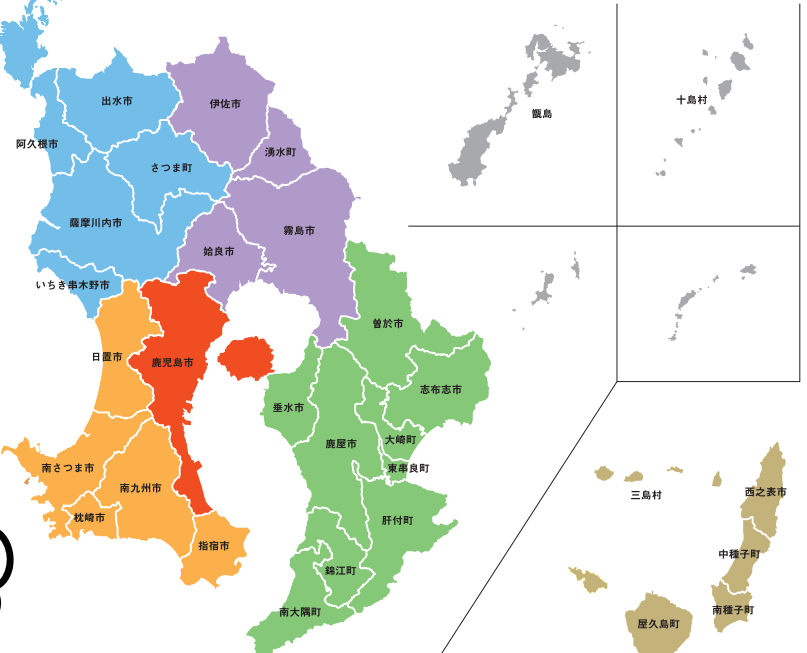 出水市
伊佐市
阿久根市
湧水町
さつま町
薩摩川内市
霧島市
姶良市
いちき串木野市
曽於市
日置市
鹿児島市
志布志市
垂水市
鹿屋市
大崎町
東串良町
南さつま市
南九州市
枕崎市
指宿市
肝付町
錦江町
南大隅町
甑島
十島村
三島村
西之表市
中種子町
南種子町
屋久島町